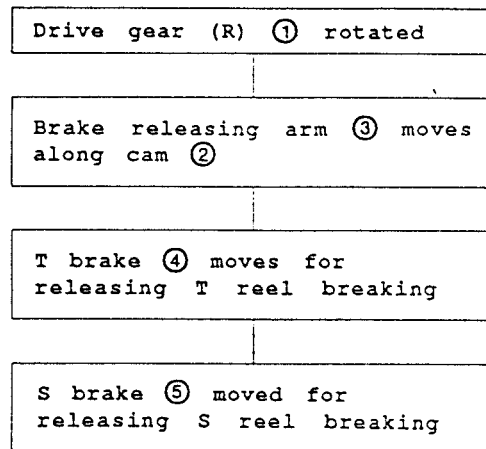 Drive gear (R) ① rotated
Brake releasing arm ③ moves
along cam ②
T brake ④ moves for
releasing T reel breaking
S brake ⑤ moved for
releasing S reel breaking